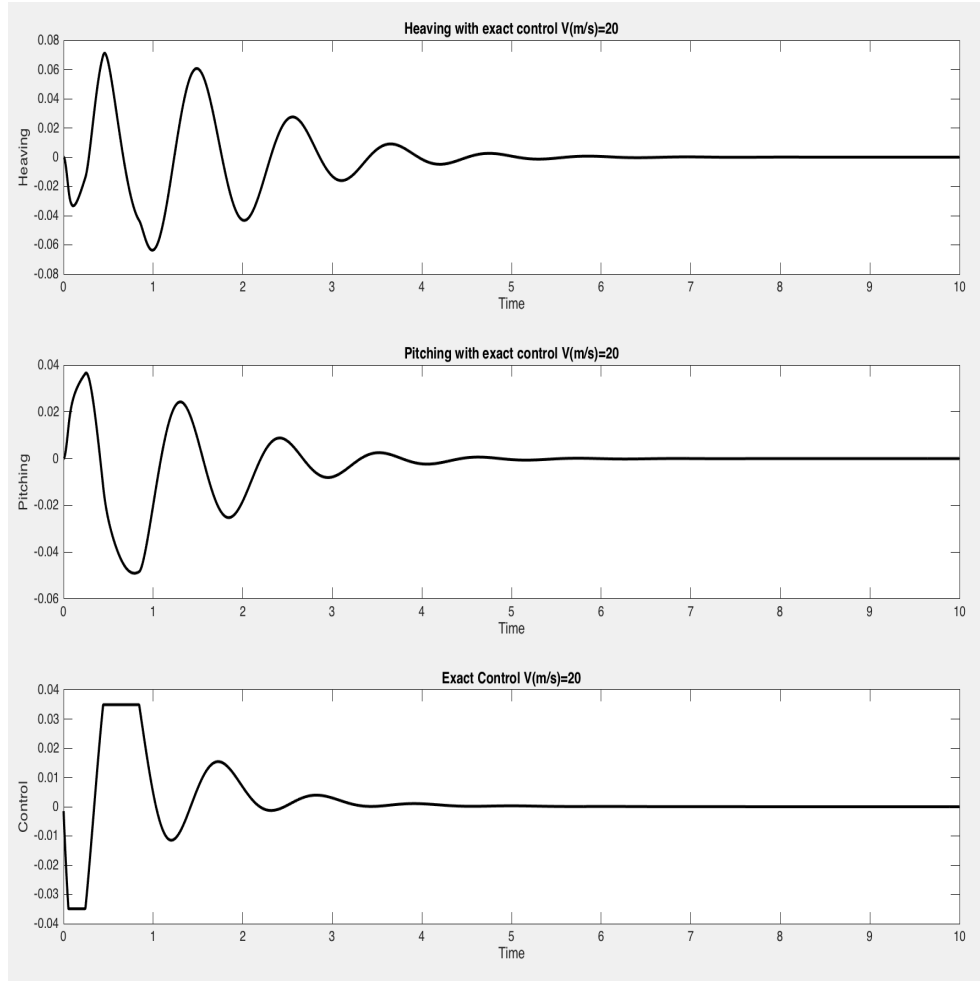 Heaving with exact control V(m/s)=20
0.08
0.06
0.04
0.02
0
-0.02
-0.04
-0.06
-0.08
Heaving
0 1 2 3 4 5 6 7 8 9 10
Time
Pitching with exact control V(m/s)=20
0.04
0.02
0
-0.02
-0.04
-0.06
Pitching
0 1 2 3 4 5 6 7 8 9 10
Time
Exact Control V(m/s)=20
0.04
0.03
0.02
0.01
0
-0.01
-0.02
-0.03
-0.04
Control
0 1 2 3 4 5 6 7 8 9 10
Time